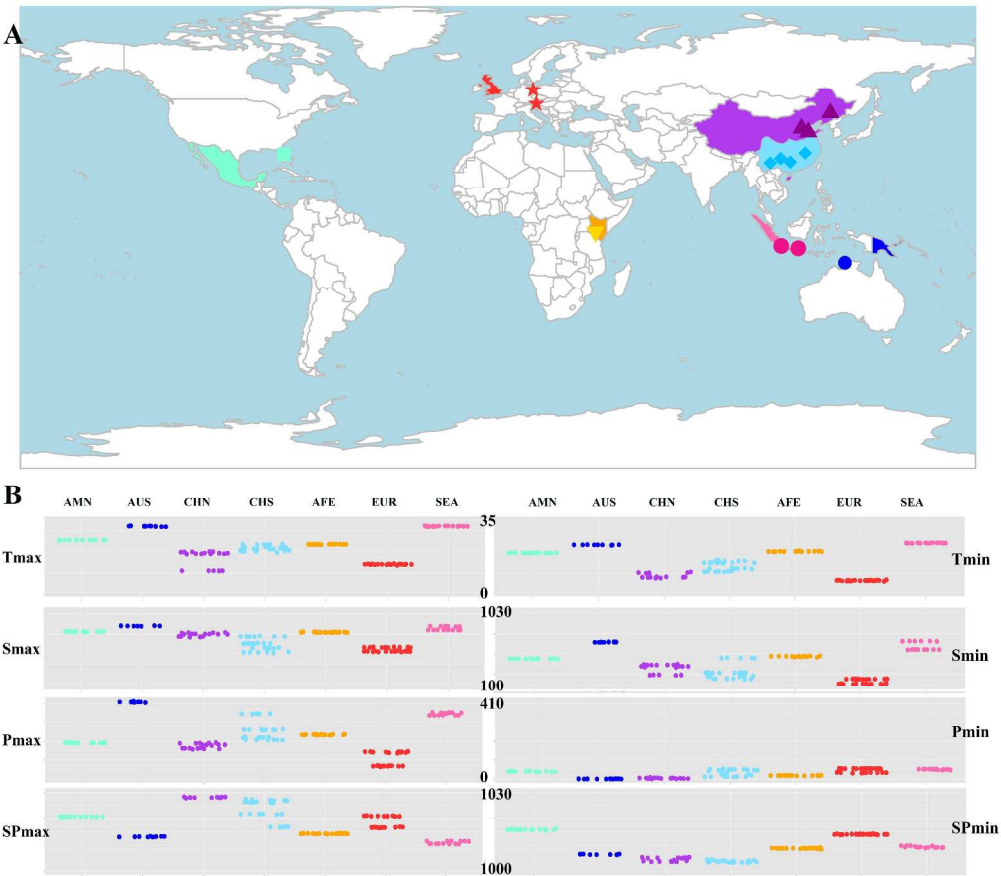 A
B
AMN AUS CHN CHS AFE EUR SEA AMN AUS CHN CHS AFE EUR SEA
35
Tmax Tmin
0
1030
Smax Smin
100
410
Pmax Pmin
0
1030
SPmax SPmin
1000